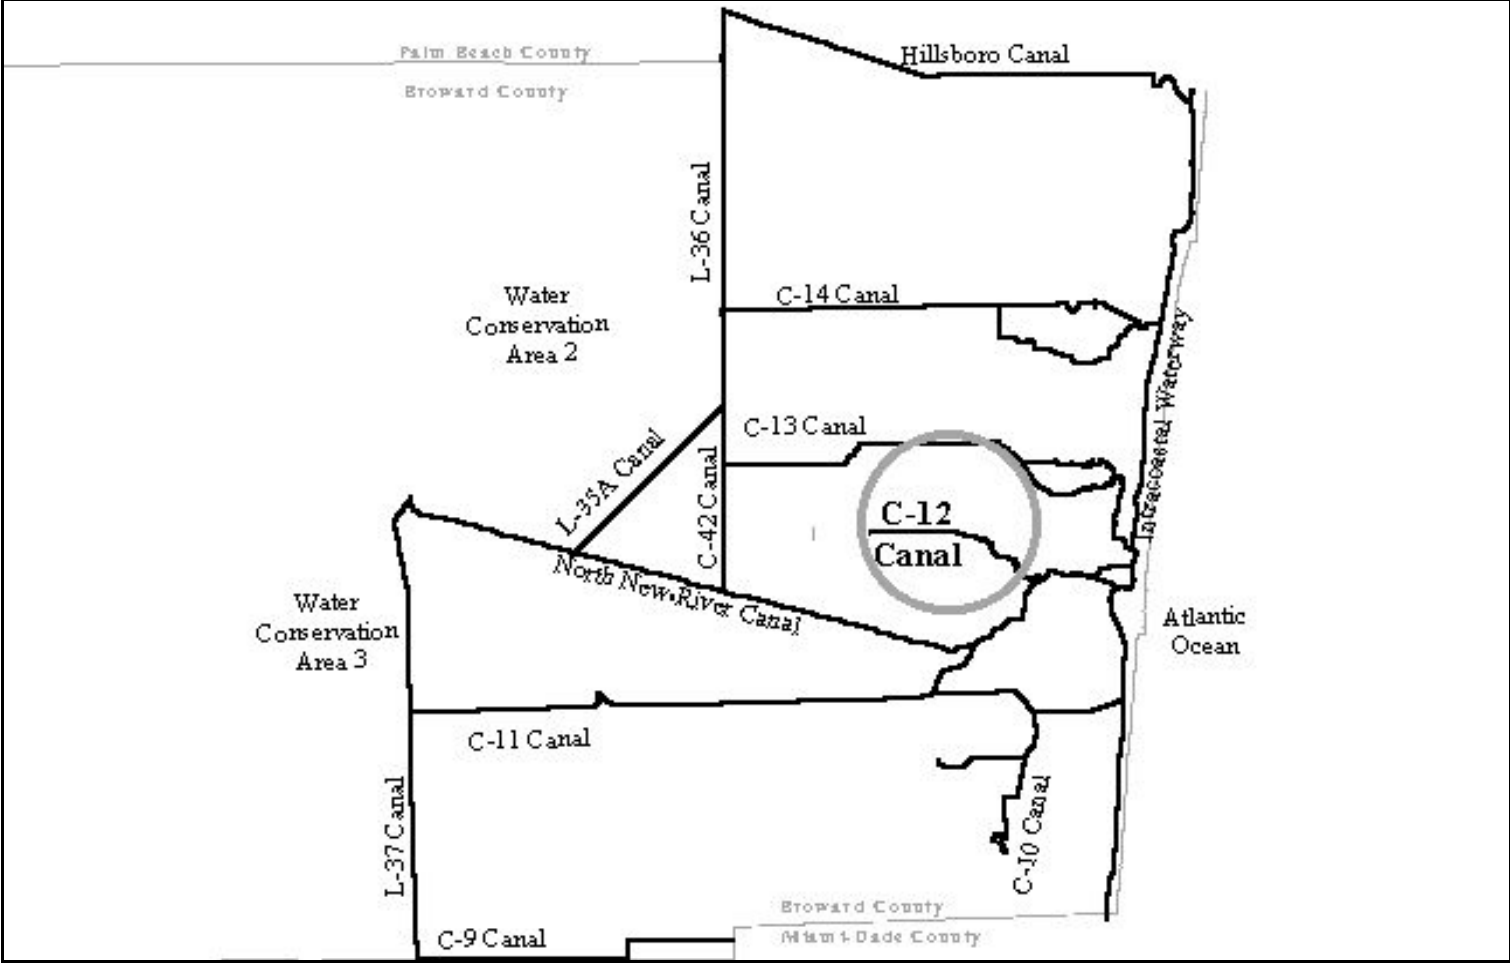 Palm Beach County
Hillsboro Canal
Broward County
L-36 Canal
C-14 Canal
Water
Conservation
Area 2
Intracoastal Waterway
C-13 Canal
L-35A Canal
C-42 Canal
C-12
Canal
North New River Canal
Water
Conservation
Area 3
Atlantic
Ocean
C-11 Canal
L-37 Canal
C-10 Canal
Broward County
C-9 Canal
Miami-Dade County